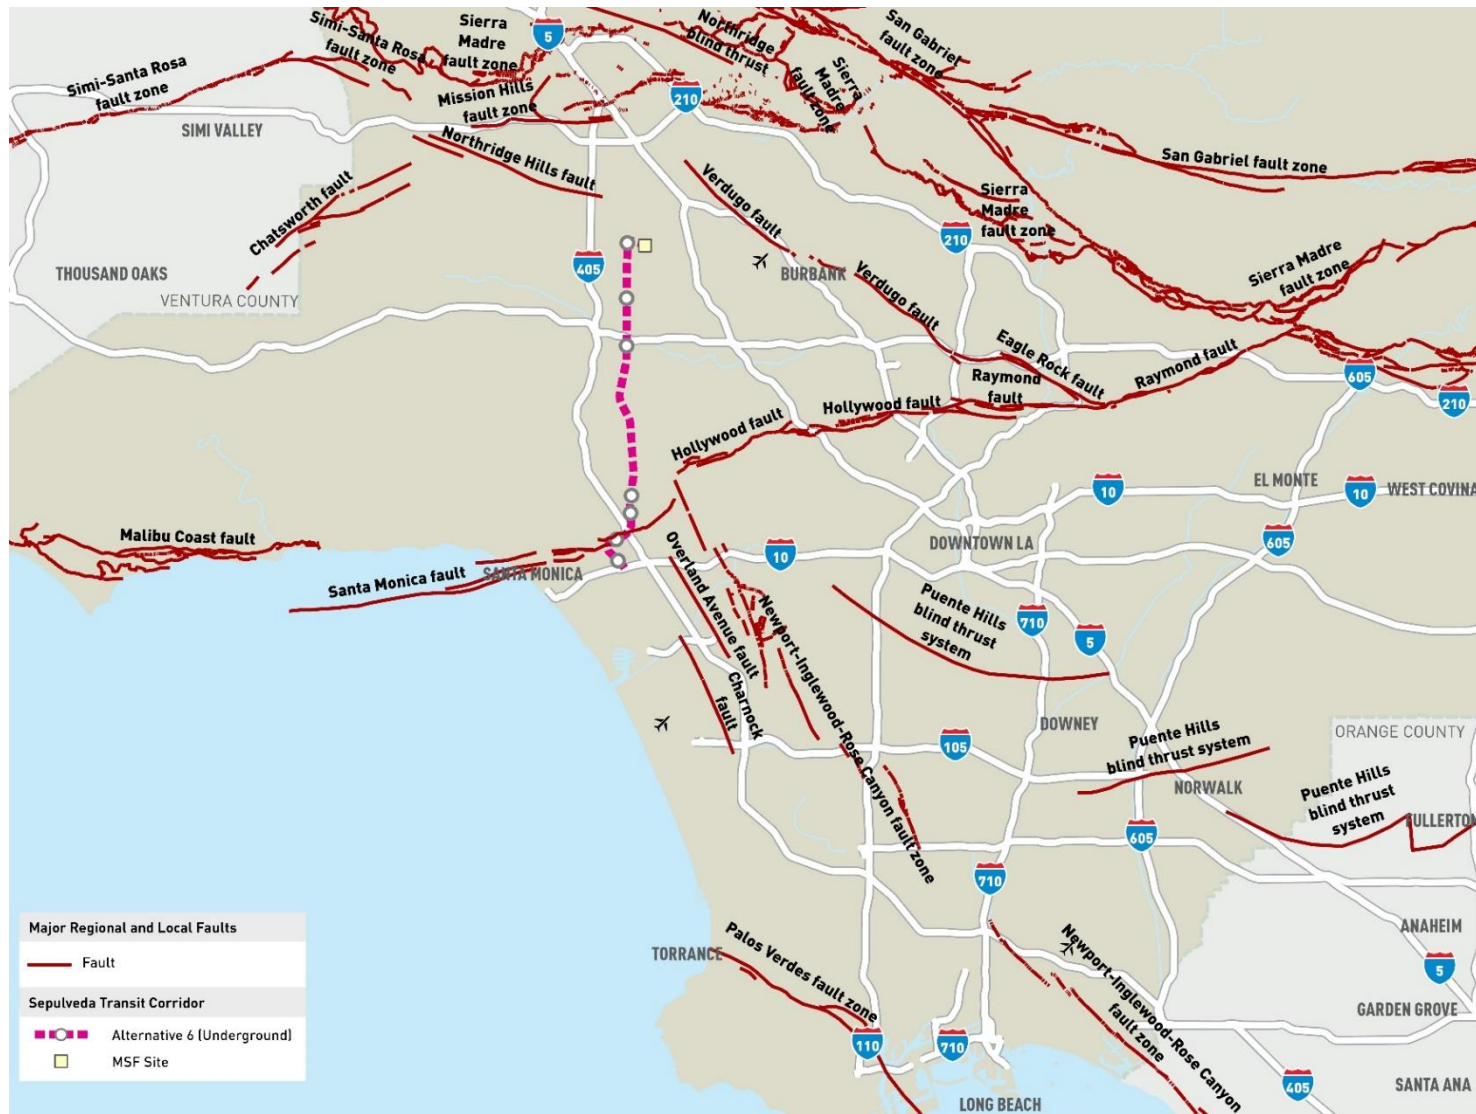 Simi-Santa Rosa
fault zone
Simi-Santa Rosa
fault zone
Sierra
Madre
fault zone
5
Northridge
blind thrust
San Gabriel
fault zone
Sierra
Madre
fault zone
Mission Hills
fault zone
210
SIMI VALLEY
Northridge Hills fault
San Gabriel fault zone
Chatsworth fault
Verdugo fault
Sierra
Madre
fault zone
210
405
THOUSAND OAKS
VENTURA COUNTY
BURBANK
Sierra Madre
fault zone
Verdugo fault
Eagle Rock fault
Raymond
fault
Raymond fault
605
210
Hollywood fault
Hollywood fault
EL MONTE
10
10
WEST COVINA
Malibu Coast fault
Overland Avenue fault
10
DOWNTOWN LA
605
Santa Monica fault
SANTA MONICA
Newport-Inglewood-Rose Canyon fault zone
Puente Hills
blind thrust
system
710
5
Charnock
fault
DOWNEY
105
Puente Hills
blind thrust system
ORANGE COUNTY
NORWALK
Puente Hills
blind thrust
system
FULLERTON
605
710
Major Regional and Local Faults
Fault
Sepulveda Transit Corridor
Alternative 6 (Underground)
MSF Site
TORRANCE
Palos Verdes fault zone
Newport-Inglewood-Rose Canyon
fault zone
ANAHEIM
5
GARDEN GROVE
110
710
405
SANTA ANA
LONG BEACH